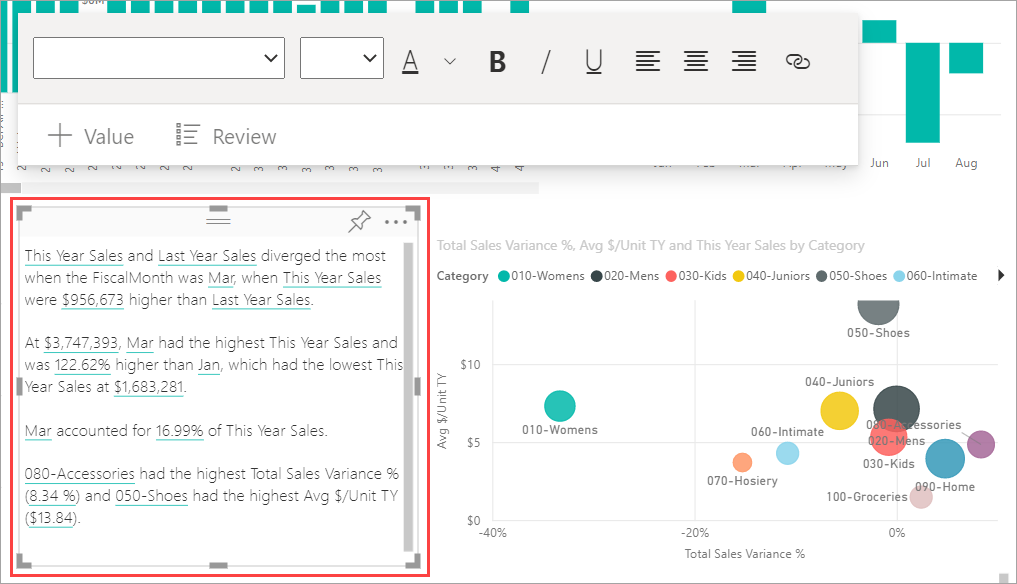 A
B
/
U
Value
Review
Jun
Jul
Aug
This Year Sales and Last Year Sales diverged the most
when the FiscalMonth was Mar, when This Year Sales
were $956,673 higher than Last Year Sales.
At $3,747,393, Mar had the highest This Year Sales and
was 122.62% higher than Jan, which had the lowest This
Year Sales at $1,683,281.
Mar accounted for 16.99% of This Year Sales.
080-Accessories had the highest Total Sales Variance %
(8.34 %) and 050-Shoes had the highest Avg $/Unit TY
($13.84).
Total Sales Variance %, Avg $/Unit TY and This Year Sales by Category
Category 010-Womens 020-Mens 030-Kids 040-Juniors 050-Shoes 060-Intimate
Avg $/Unit TY
$10
$5
$0
050-Shoes
040-Juniors
010-Womens
060-Intimate
080-Accessories
020-Mens
030-Kids
070-Hosiery
090-Home
100-Groceries
-40%
-20%
0%
Total Sales Variance %